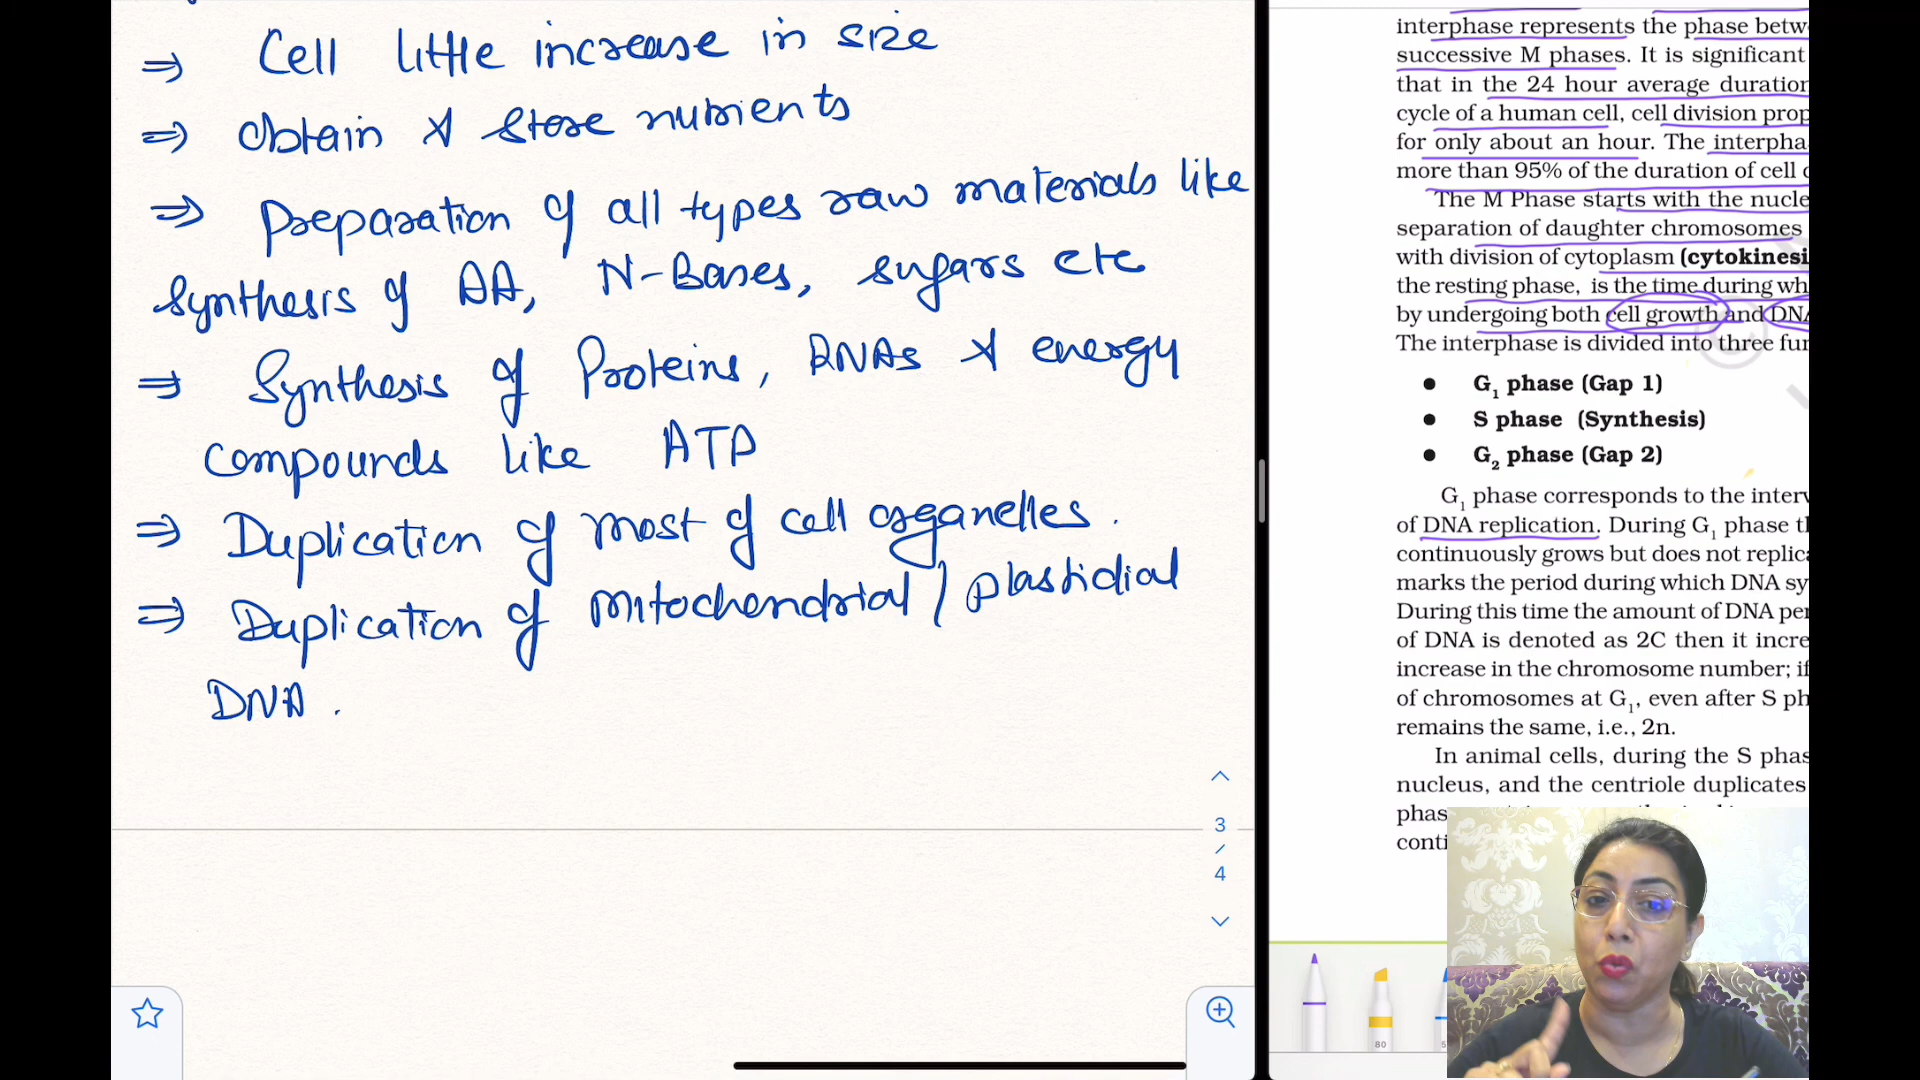 ⇒ Cell little increase in size
⇒ Obtain & store nutrients
⇒ Preparation of all types raw materials like
Synthesis of AA, N-Bases, sugars etc
⇒ Synthesis of Proteins, RNAs & energy
compounds like ATP
⇒ Duplication of most of cell organelles.
⇒ Duplication of mitochondrial / plastidial
DNA.
3
/
4
interphase represents the phase betw
successive M phases. It is significant
that in the 24 hour average duration
cycle of a human cell, cell division prop
for only about an hour. The interpha
more than 95% of the duration of cell c
The M Phase starts with the nucle
separation of daughter chromosomes
with division of cytoplasm (cytokinesi
the resting phase, is the time during wh
by undergoing both cell growth and DNA
The interphase is divided into three fur
● G1 phase (Gap 1)
● S phase (Synthesis)
● G2 phase (Gap 2)
G1 phase corresponds to the interv
of DNA replication. During G1 phase t
continuously grows but does not replica
marks the period during which DNA sy
During this time the amount of DNA per
of DNA is denoted as 2C then it incre
increase in the chromosome number; if
of chromosomes at G1, even after S ph
remains the same, i.e., 2n.
In animal cells, during the S phas
nucleus, and the centriole duplicates
phas
conti
80